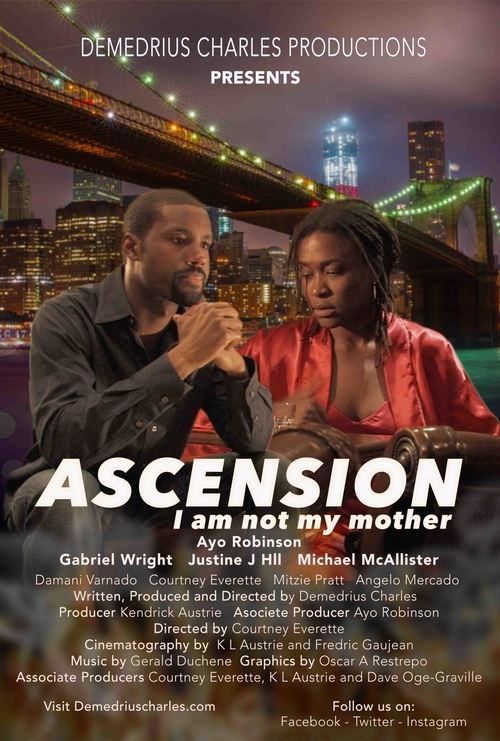 DEMEDRIUS CHARLES PRODUCTIONS
PRESENTS
ASCENSION
I am not my mother
Ayo Robinson
Gabriel Wright Justine J Hll Michael McAllister
Damani Varnado Courtney Everette Mitzie Pratt Angelo Mercado
Written, Produced and Directed by Demedrius Charles
Producer Kendrick Austrie Asociete Producer Ayo Robinson
Directed by Courtney Everette
Cinematography by K L Austrie and Fredric Gaujean
Music by Gerald Duchene Graphics by Oscar A Restrepo
Associate Producers Courtney Everette, K L Austrie and Dave Oge-Graville
Visit Demedriuscharles.com
Follow us on:
Facebook - Twitter - Instagram